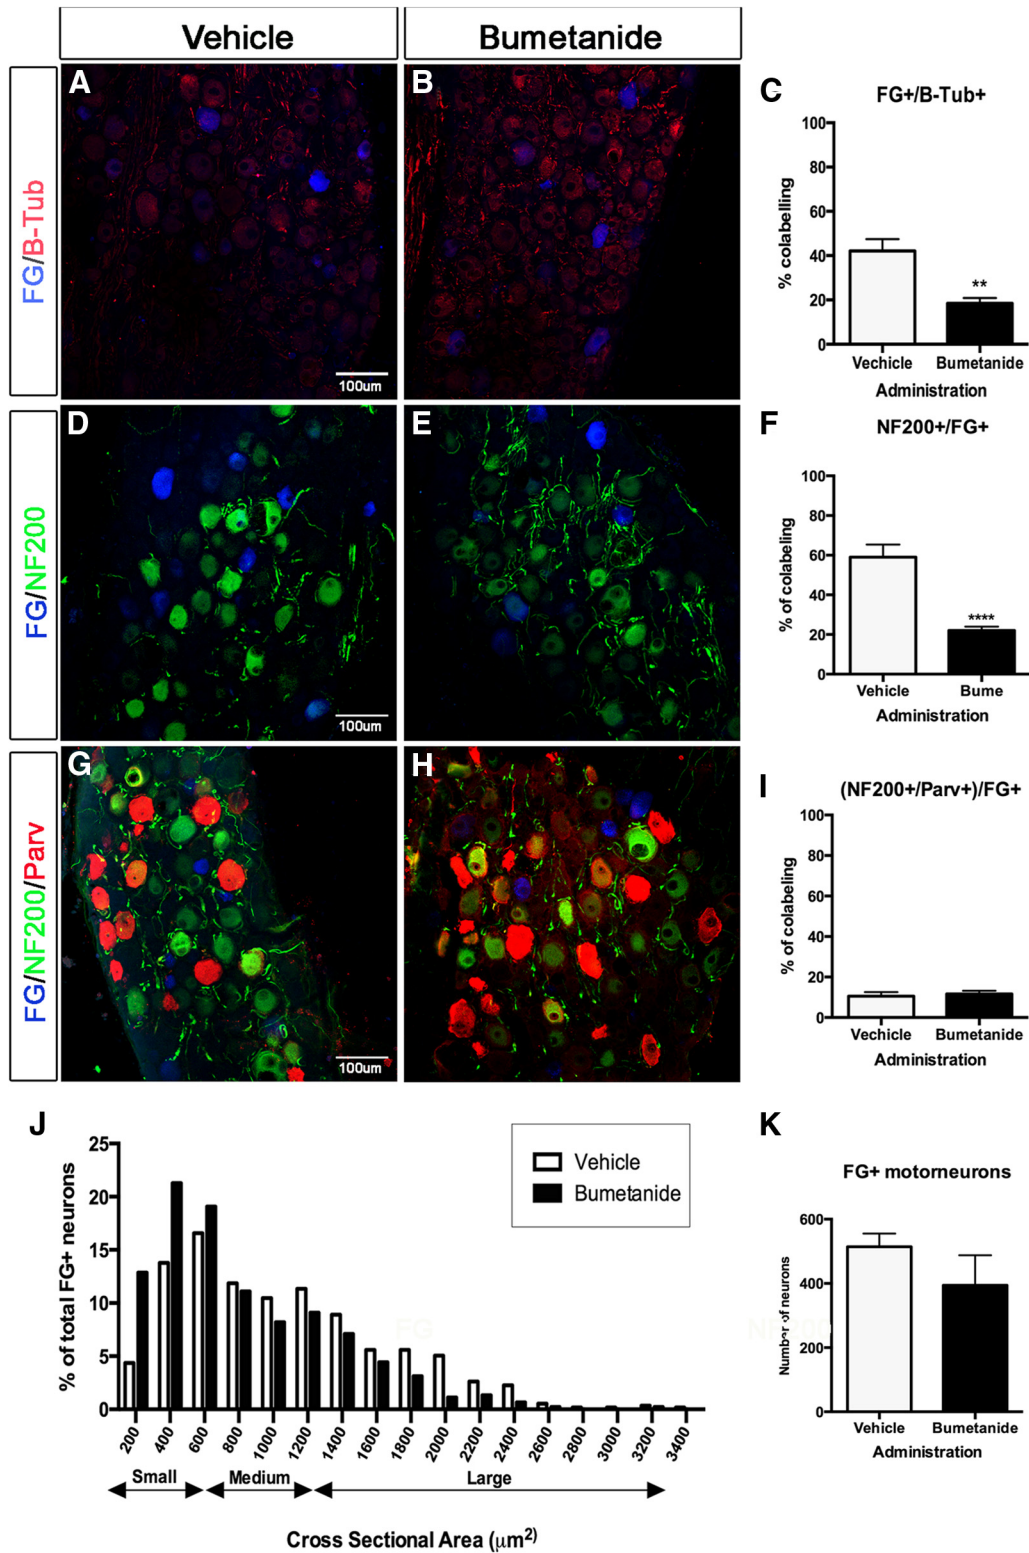 Vehicle
Bumetanide
FG/B-Tub
A
B
100um
C
FG+/B-Tub+
% colabelling
100
80
60
40
20
0
**
Vechicle
Bumetanide
Administration
FG/NF200
D
E
100um
F
NF200+/FG+
% of colabeling
100
80
60
40
20
0
****
Vehicle
Bume
Administration
FG/NF200/Parv
G
H
100um
I
(NF200+/Parv+)/FG+
% of colabeling
100
80
60
40
20
0
Vechicle
Bumetanide
Administration
J
% of total FG+ neurons
25
20
15
10
5
0
Vehicle
Bumetanide
FG
200
400
600
800
1000
1200
1400
1600
1800
2000
2200
2400
2600
2800
3000
3200
3400
Small
Medium
Large
Cross Sectional Area (μm2)
K
FG+ motorneurons
Number of neurons
600
400
200
0
Vehicle
Bumetanide
Administration